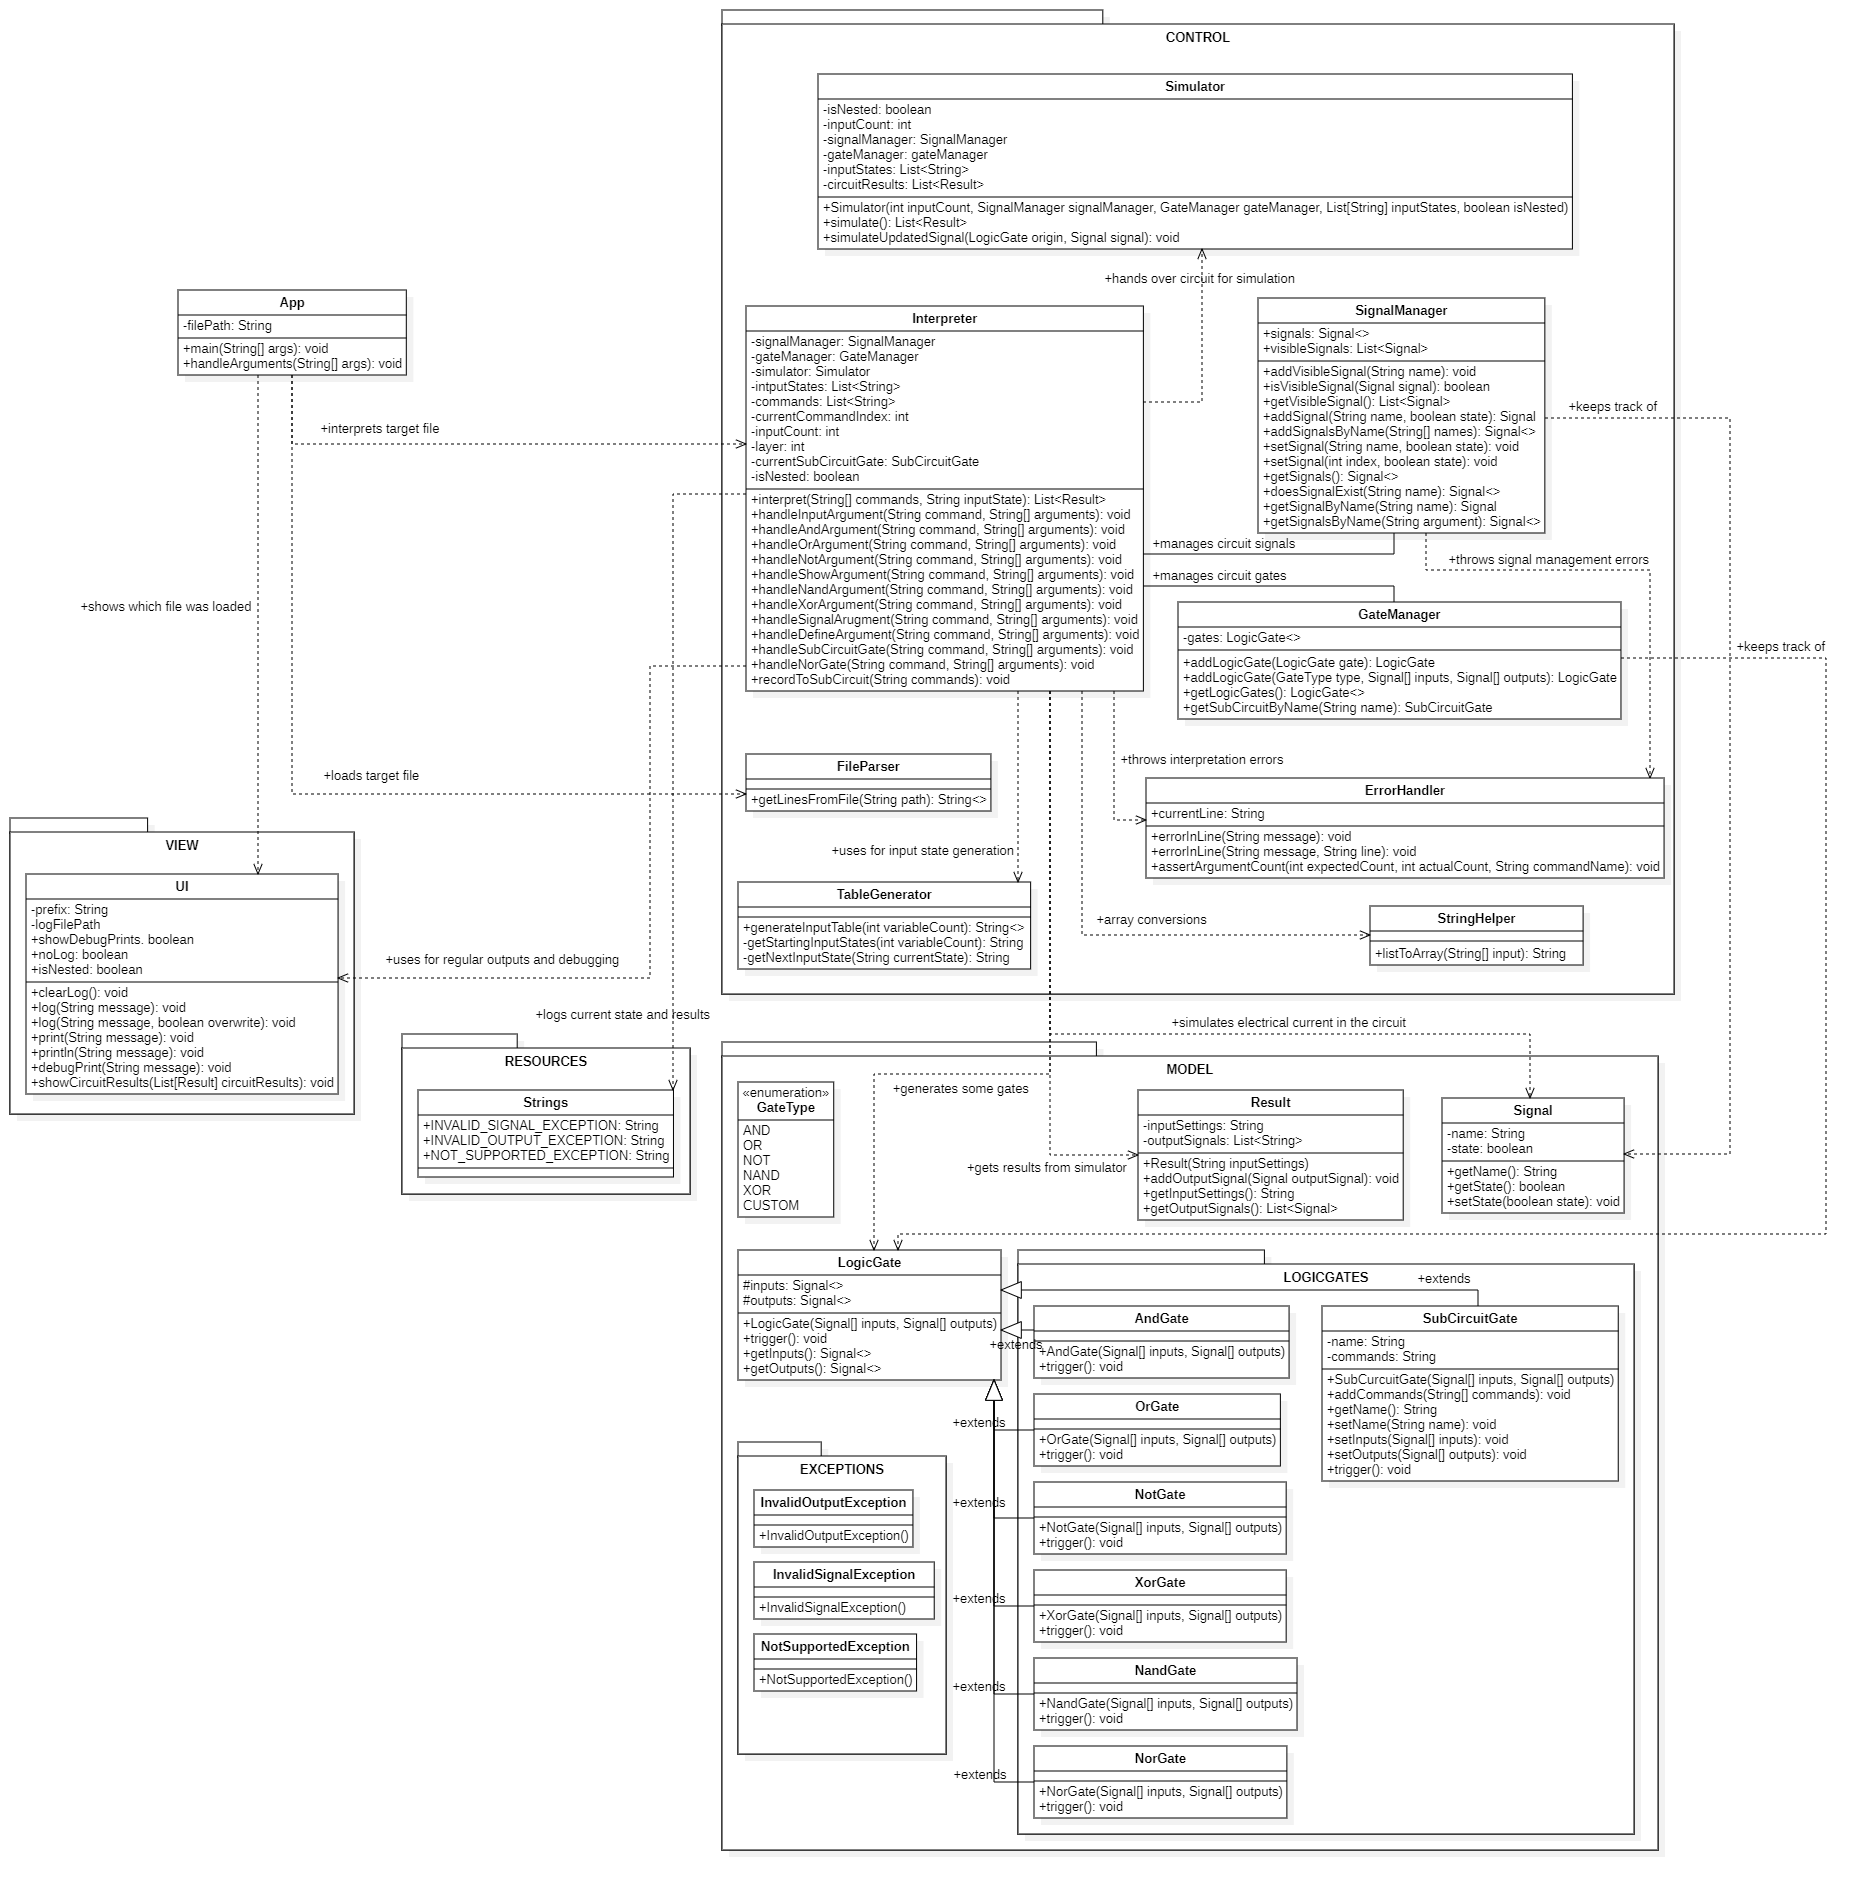 CONTROL
Simulator
-isNested: boolean
-inputCount: int
-signalManager: SignalManager
-gateManager: gateManager
-inputStates: List<String>
-circuitResults: List<Result>
+Simulator(int inputCount, SignalManager signalManager, GateManager gateManager, List[String] inputStates, boolean isNested)
+simulate(): List<Result>
+simulateUpdatedSignal(LogicGate origin, Signal signal): void
+hands over circuit for simulation
App
-filePath: String
+main(String[] args): void
+handleArguments(String[] args): void
+interprets target file
+shows which file was loaded
+loads target file
Interpreter
-signalManager: SignalManager
-gateManager: GateManager
-simulator: Simulator
-intputStates: List<String>
-commands: List<String>
-currentCommandIndex: int
-inputCount: int
-layer: int
-currentSubCircuitGate: SubCircuitGate
-isNested: boolean
+interpret(String[] commands, String inputState): List<Result>
+handleInputArgument(String command, String[] arguments): void
+handleAndArgument(String command, String[] arguments): void
+handleOrArgument(String command, String[] arguments): void
+handleNotArgument(String command, String[] arguments): void
+handleShowArgument(String command, String[] arguments): void
+handleNandArgument(String command, String[] arguments): void
+handleXorArgument(String command, String[] arguments): void
+handleSignalArugment(String command, String[] arguments): void
+handleDefineArgument(String command, String[] arguments): void
+handleSubCircuitGate(String command, String[] arguments): void
+handleNorGate(String command, String[] arguments): void
+recordToSubCircuit(String commands): void
SignalManager
+signals: Signal<>
+visibleSignals: List<Signal>
+addVisibleSignal(String name): void
+isVisibleSignal(Signal signal): boolean
+getVisibleSignal(): List<Signal>
+addSignal(String name, boolean state): Signal
+addSignalsByName(String[] names): Signal<>
+setSignal(String name, boolean state): void
+setSignal(int index, boolean state): void
+getSignals(): Signal<>
+doesSignalExist(String name): Signal<>
+getSignalByName(String name): Signal
+getSignalsByName(String argument): Signal<>
+keeps track of
+manages circuit signals
+throws signal management errors
+manages circuit gates
GateManager
-gates: LogicGate<>
+addLogicGate(LogicGate gate): LogicGate
+addLogicGate(GateType type, Signal[] inputs, Signal[] outputs): LogicGate
+getLogicGates(): LogicGate<>
+getSubCircuitByName(String name): SubCircuitGate
+keeps track of
FileParser
+getLinesFromFile(String path): String<>
+throws interpretation errors
ErrorHandler
+currentLine: String
+errorInLine(String message): void
+errorInLine(String message, String line): void
+assertArgumentCount(int expectedCount, int actualCount, String commandName): void
+uses for input state generation
TableGenerator
+generateInputTable(int variableCount): String<>
-getStartingInputStates(int variableCount): String
-getNextInputState(String currentState): String
+array conversions
StringHelper
+listToArray(String[] input): String
VIEW
UI
-prefix: String
-logFilePath
+showDebugPrints. boolean
+noLog: boolean
+isNested: boolean
+clearLog(): void
+log(String message): void
+log(String message, boolean overwrite): void
+print(String message): void
+println(String message): void
+debugPrint(String message): void
+showCircuitResults(List[Result] circuitResults): void
+uses for regular outputs and debugging
+logs current state and results
RESOURCES
Strings
+INVALID_SIGNAL_EXCEPTION: String
+INVALID_OUTPUT_EXCEPTION: String
+NOT_SUPPORTED_EXCEPTION: String
+simulates electrical current in the circuit
MODEL
«enumeration»
GateType
AND
OR
NOT
NAND
XOR
CUSTOM
+generates some gates
+gets results from simulator
Result
-inputSettings: String
-outputSignals: List<String>
+Result(String inputSettings)
+addOutputSignal(Signal outputSignal): void
+getInputSettings(): String
+getOutputSignals(): List<Signal>
Signal
-name: String
-state: boolean
+getName(): String
+getState(): boolean
+setState(boolean state): void
LogicGate
#inputs: Signal<>
#outputs: Signal<>
+LogicGate(Signal[] inputs, Signal[] outputs)
+trigger(): void
+getInputs(): Signal<>
+getOutputs(): Signal<>
LOGICGATES
+extends
AndGate
+extends
+AndGate(Signal[] inputs, Signal[] outputs)
+trigger(): void
SubCircuitGate
-name: String
-commands: String
+SubCurcuitGate(Signal[] inputs, Signal[] outputs)
+addCommands(String[] commands): void
+getName(): String
+setName(String name): void
+setInputs(Signal[] inputs): void
+setOutputs(Signal[] outputs): void
+trigger(): void
OrGate
+extends
+OrGate(Signal[] inputs, Signal[] outputs)
+trigger(): void
NotGate
+extends
+NotGate(Signal[] inputs, Signal[] outputs)
+trigger(): void
XorGate
+extends
+XorGate(Signal[] inputs, Signal[] outputs)
+trigger(): void
NandGate
+extends
+NandGate(Signal[] inputs, Signal[] outputs)
+trigger(): void
NorGate
+extends
+NorGate(Signal[] inputs, Signal[] outputs)
+trigger(): void
EXCEPTIONS
InvalidOutputException
+InvalidOutputException()
InvalidSignalException
+InvalidSignalException()
NotSupportedException
+NotSupportedException()